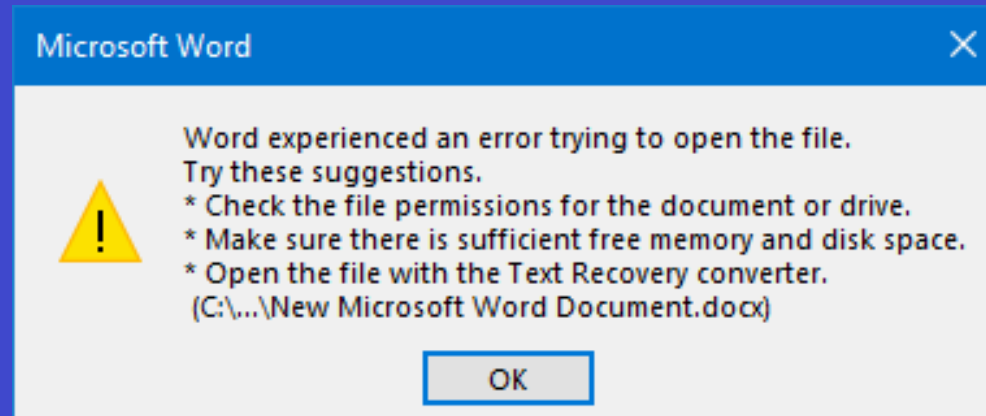 Microsoft Word
Word experienced an error trying to open the file.
Try these suggestions.
* Check the file permissions for the document or drive.
* Make sure there is sufficient free memory and disk space.
* Open the file with the Text Recovery converter.
(C:\...\New Microsoft Word Document.docx)
OK